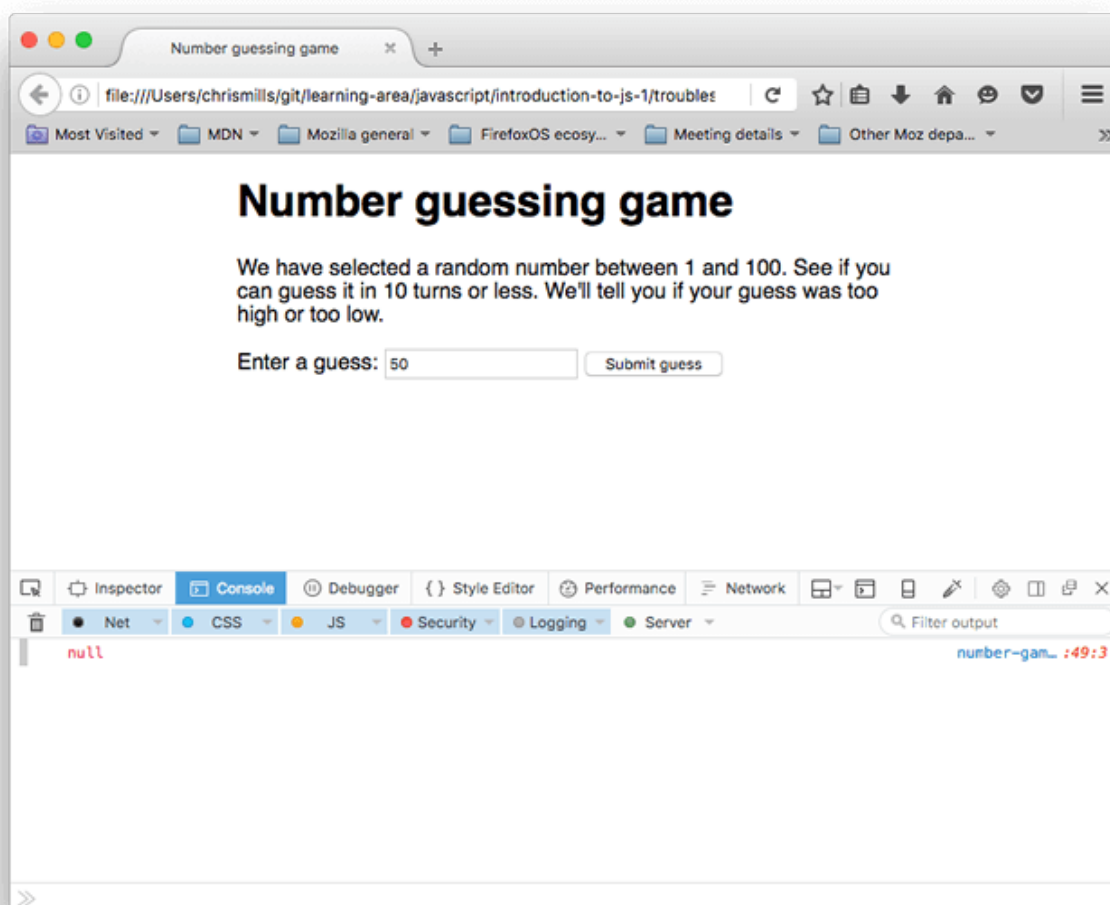 Number guessing game
file:///Users/chrismills/git/learning-area/javascript/introduction-to-js-1/troubles
Most Visited MDN Mozilla general FirefoxOS ecosy... Meeting details Other Moz depa...
Number guessing game
We have selected a random number between 1 and 100. See if you
can guess it in 10 turns or less. We'll tell you if your guess was too
high or too low.
Enter a guess: 50 Submit guess
Inspector Console Debugger { } Style Editor Performance Network
Net CSS JS Security Logging Server Filter output
null number-gam… :49:3